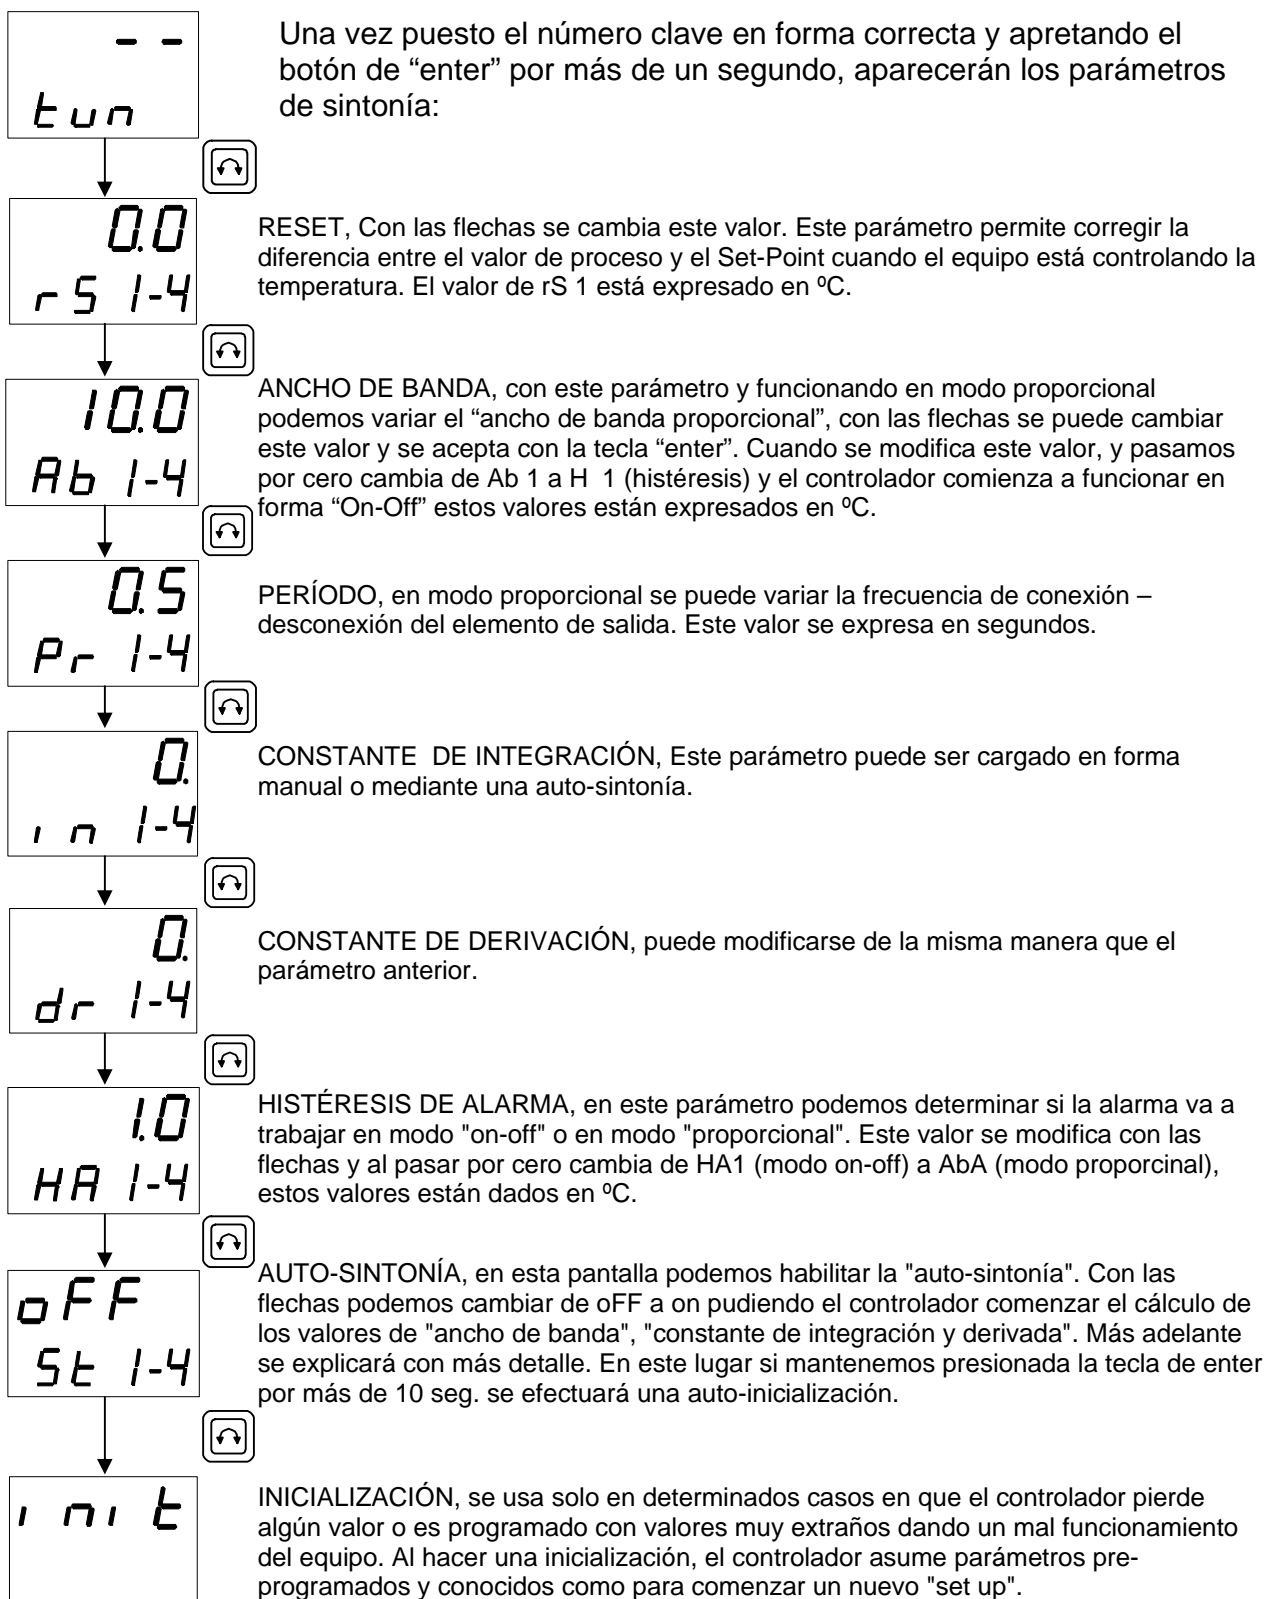 - -
tun
Una vez puesto el número clave en forma correcta y apretando el
botón de “enter” por más de un segundo, aparecerán los parámetros
de sintonía:
0.0
rS 1-4
RESET, Con las flechas se cambia este valor. Este parámetro permite corregir la
diferencia entre el valor de proceso y el Set-Point cuando el equipo está controlando la
temperatura. El valor de rS 1 está expresado en ºC.
10.0
Ab 1-4
ANCHO DE BANDA, con este parámetro y funcionando en modo proporcional
podemos variar el “ancho de banda proporcional”, con las flechas se puede cambiar
este valor y se acepta con la tecla “enter”. Cuando se modifica este valor, y pasamos
por cero cambia de Ab 1 a H  1 (histéresis) y el controlador comienza a funcionar en
forma “On-Off” estos valores están expresados en ºC.
0.5
Pr 1-4
PERÍODO, en modo proporcional se puede variar la frecuencia de conexión –
desconexión del elemento de salida. Este valor se expresa en segundos.
0.
in 1-4
CONSTANTE  DE INTEGRACIÓN, Este parámetro puede ser cargado en forma
manual o mediante una auto-sintonía.
0.
dr 1-4
CONSTANTE DE DERIVACIÓN, puede modificarse de la misma manera que el
parámetro anterior.
1.0
HA 1-4
HISTÉRESIS DE ALARMA, en este parámetro podemos determinar si la alarma va a
trabajar en modo "on-off" o en modo "proporcional". Este valor se modifica con las
flechas y al pasar por cero cambia de HA1 (modo on-off) a AbA (modo proporcinal),
estos valores están dados en ºC.
oFF
St 1-4
AUTO-SINTONÍA, en esta pantalla podemos habilitar la "auto-sintonía". Con las
flechas podemos cambiar de oFF a on pudiendo el controlador comenzar el cálculo de
los valores de "ancho de banda", "constante de integración y derivada". Más adelante
se explicará con más detalle. En este lugar si mantenemos presionada la tecla de enter
por más de 10 seg. se efectuará una auto-inicialización.
init
INICIALIZACIÓN, se usa solo en determinados casos en que el controlador pierde
algún valor o es programado con valores muy extraños dando un mal funcionamiento
del equipo. Al hacer una inicialización, el controlador asume parámetros pre-
programados y conocidos como para comenzar un nuevo "set up".